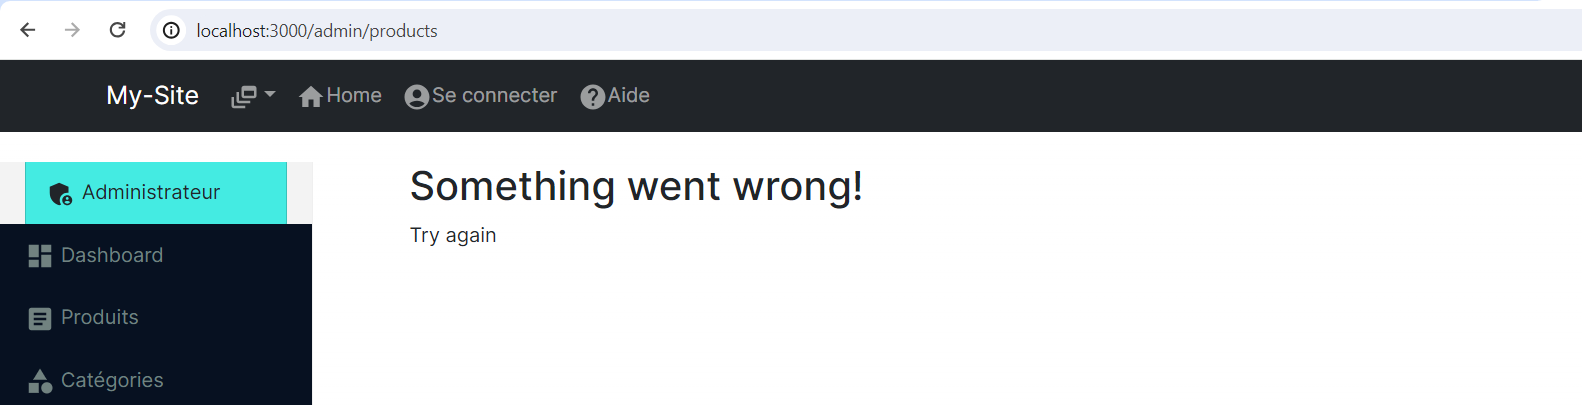 localhost:3000/admin/products
My-Site Home Se connecter Aide
Administrateur
Dashboard
Produits
Catégories
Something went wrong!
Try again